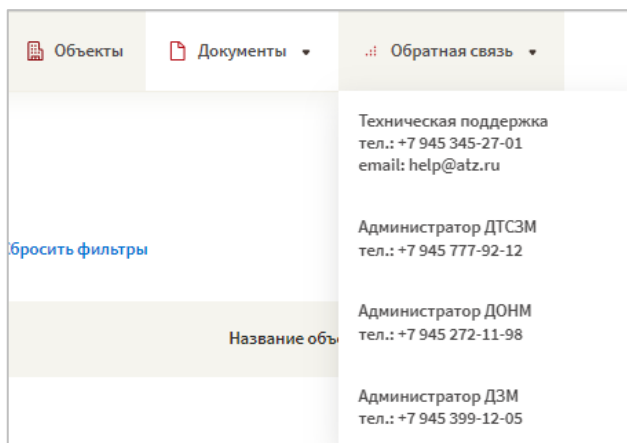 Объекты Документы Обратная связь
Техническая поддержка
тел.: +7 945 345-27-01
email: help@atz.ru
Администратор ДТСЗМ
тел.: +7 945 777-92-12
бросить фильтры
Администратор ДОНМ
тел.: +7 945 272-11-98
Название объ
Администратор ДЗМ
тел.: +7 945 399-12-05